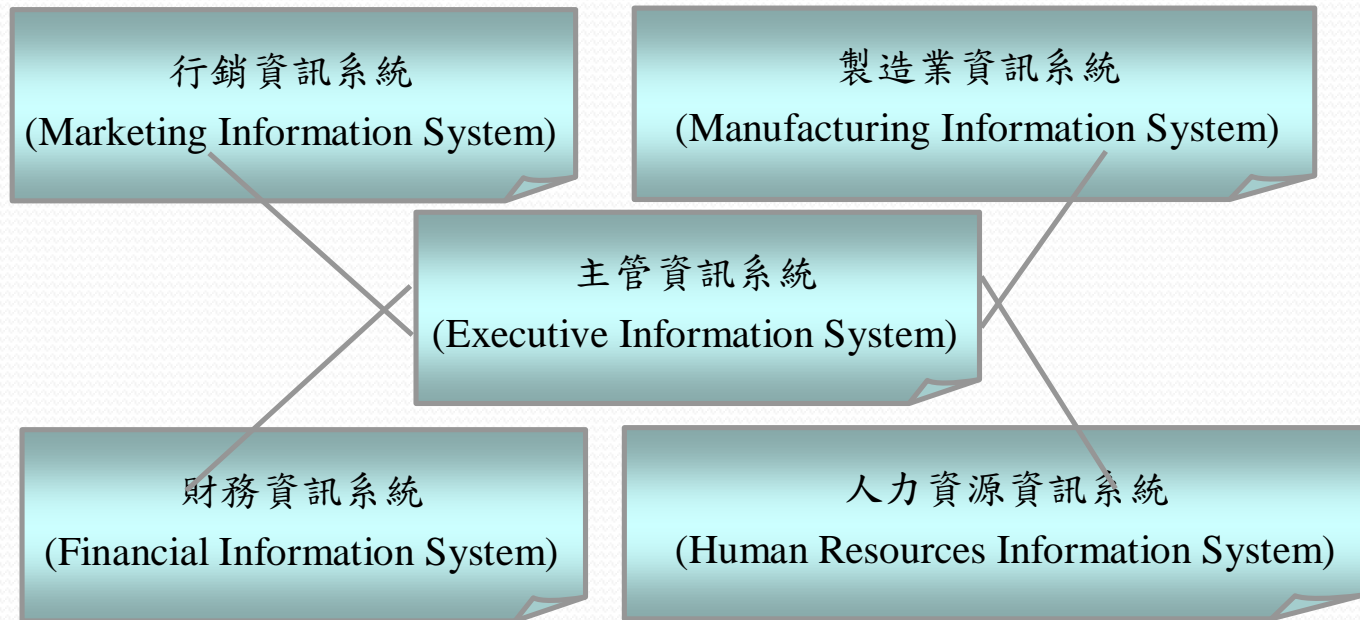 行銷資訊系統
(Marketing Information System)
製造業資訊系統
(Manufacturing Information System)
主管資訊系統
(Executive Information System)
財務資訊系統
(Financial Information System)
人力資源資訊系統
(Human Resources Information System)